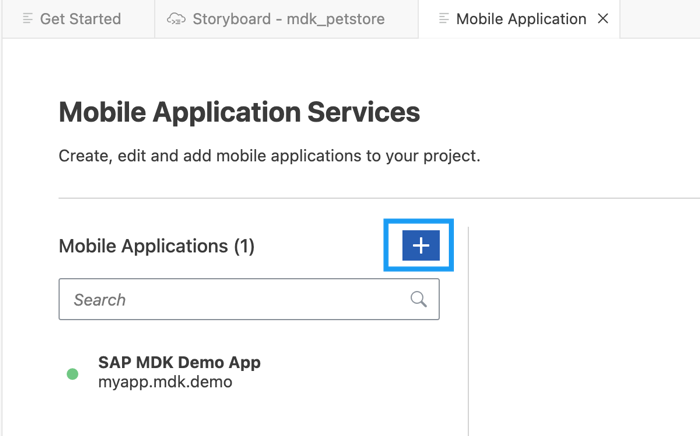 Get Started
Storyboard - mdk_petstore
Mobile Application
Mobile Application Services
Create, edit and add mobile applications to your project.
Mobile Applications (1)
Search
SAP MDK Demo App
myapp.mdk.demo